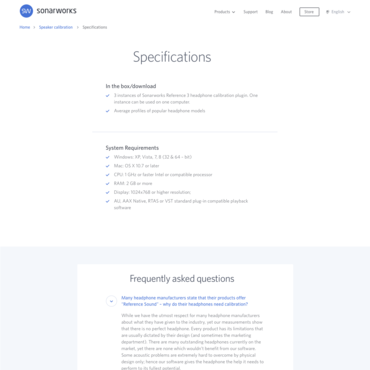 SW sonarworks
Products Support Blog About Store English
Home Speaker calibration Specifications
Specifications
In the box/download
3 instances of Sonarworks Reference 3 headphone calibration plugin. One
instance can be used on one computer.
Average profiles of popular headphone models
System Requirements
Windows: XP, Vista, 7, 8 (32 & 64 - bit)
Mac: OS X 10.7 or later
CPU: 1 GHz or faster Intel or compatible processor
RAM: 2 GB or more
Display: 1024x768 or higher resolution.
AU, AAX Native, RTAS or VST standard plug-in compatible playback
software
Frequently asked questions
Many headphone manufacturers state that their products offer
"Reference Sound" – why do their headphones need calibration?
While we have the utmost respect for many headphone manufacturers
about what they have given to the industry, yet our measurements show
that there is no perfect headphone. Every product has its limitations that
are usually dictated by their design (and sometimes the marketing
department). There are many outstanding headphones currently on the
market, yet there are none which wouldn't benefit from our software.
Some acoustic problems are extremely hard to overcome by physical
design only; hence our software gives the headphone the help it needs to
perform to its fullest potential.